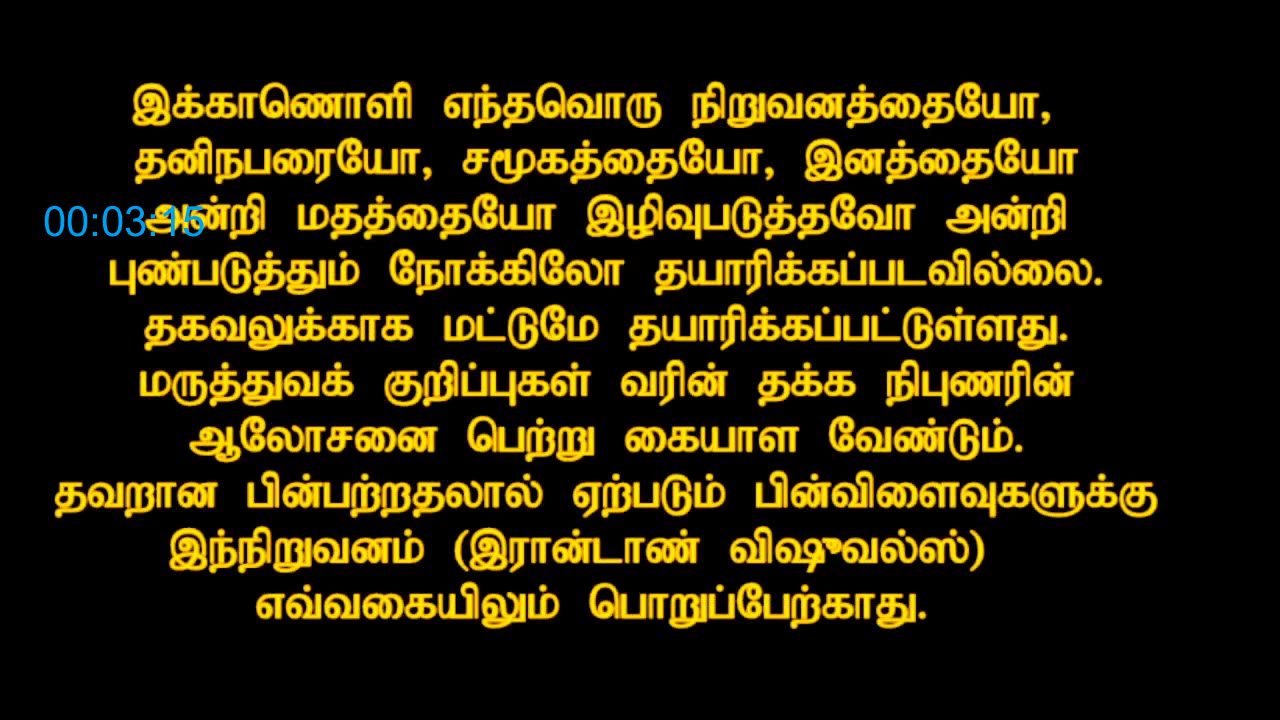 இக்காணொளி எந்தவொரு நிறுவனத்தையோ,
தனிநபரையோ, சமூகத்தையோ, இனத்தையோ
00:03:15
அன்றி மதத்தையோ இழிவுபடுத்தவோ அன்றி
புண்படுத்தும் நோக்கிலோ தயாரிக்கப்படவில்லை.
தகவலுக்காக மட்டுமே தயாரிக்கப்பட்டுள்ளது.
மருத்துவக் குறிப்புகள் வரின் தக்க நிபுணரின்
ஆலோசனை பெற்று கையாள வேண்டும்.
தவறான பின்பற்றதலால் ஏற்படும் பின்விளைவுகளுக்கு
இந்நிறுவனம் (இரான்டாண் விஷுவல்ஸ்)
எவ்வகையிலும் பொறுப்பேற்காது.